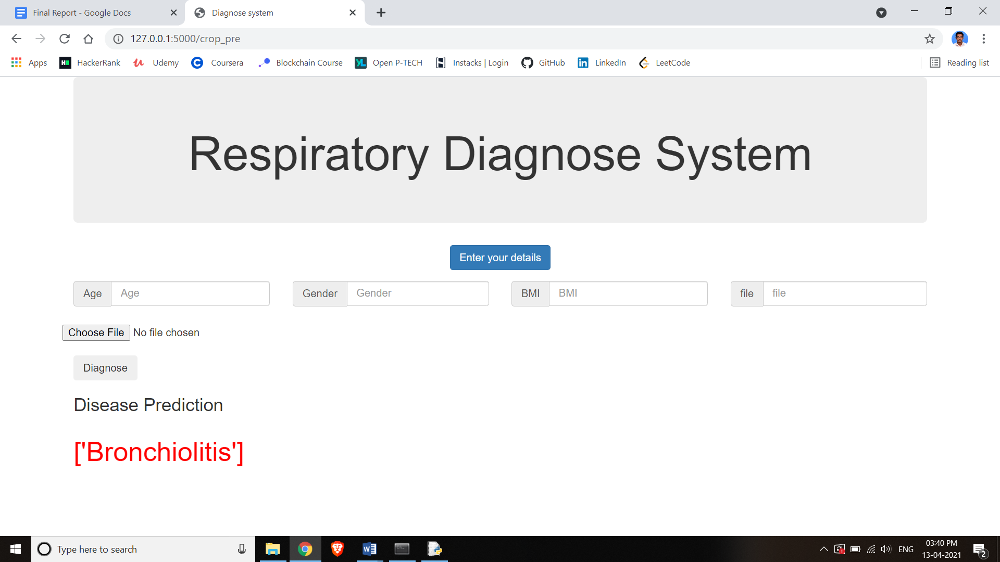 Final Report - Google Docs
Diagnose system
127.0.0.1:5000/crop_pre
Apps
HackerRank
Udemy
Coursera
Blockchain Course
YL
Open P-TECH
Instacks | Login
GitHub
LinkedIn
LeetCode
Reading list
Respiratory Diagnose System
Enter your details
Age Age
Gender Gender
BMI BMI
file file
Choose File No file chosen
Diagnose
Disease Prediction
['Bronchiolitis']
Type here to search
ENG
03:40 PM
13-04-2021
2